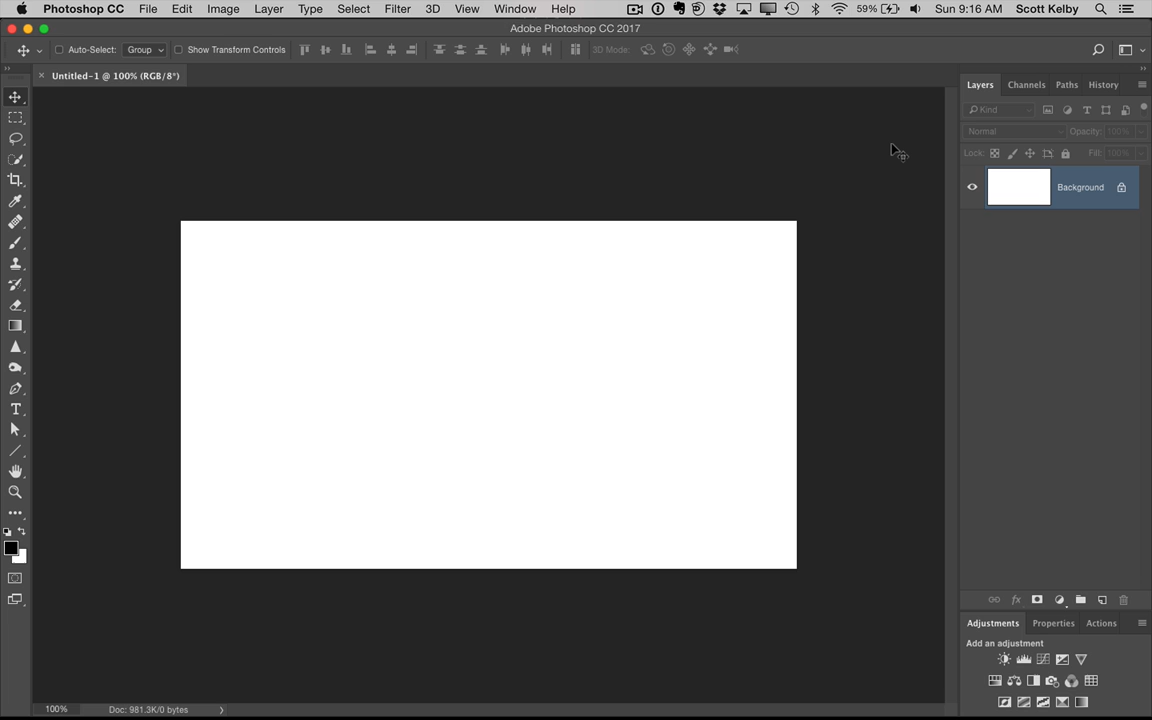 Photoshop CC File Edit Image Layer Type Select Filter 3D View Window Help 59% Sun 9:16 AM Scott Kelby
Adobe Photoshop CC 2017
Auto-Select: Group Show Transform Controls 3D Mode:
Untitled-1 @ 100% (RGB/8*)
Layers Channels Paths History
Kind
Normal Opacity: 100%
Lock: Fill: 100%
Background
fx
Adjustments Properties Actions
Add an adjustment
100% Doc: 981.3K/0 bytes